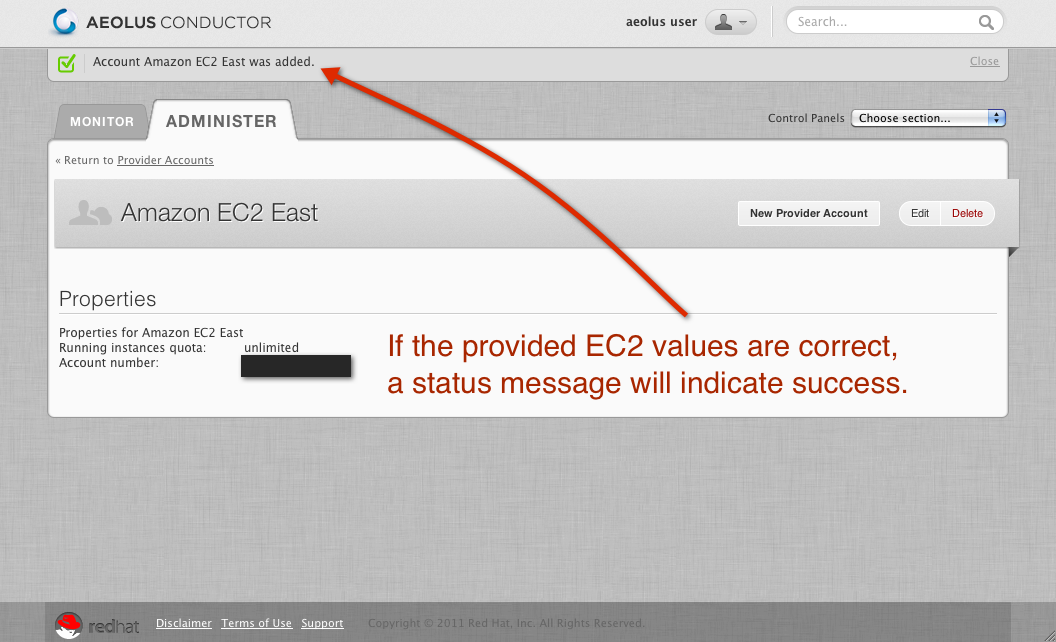 AEOLUS CONDUCTOR
aeolus user
Search...
Account Amazon EC2 East was added.
Close
MONITOR
ADMINISTER
Control Panels
Choose section...
« Return to Provider Accounts
Amazon EC2 East
New Provider Account
Edit
Delete
Properties
Properties for Amazon EC2 East
Running instances quota: unlimited
Account number:
If the provided EC2 values are correct,
a status message will indicate success.
redhat
Disclaimer Terms of Use Support
Copyright © 2011 Red Hat, Inc. All Rights Reserved.